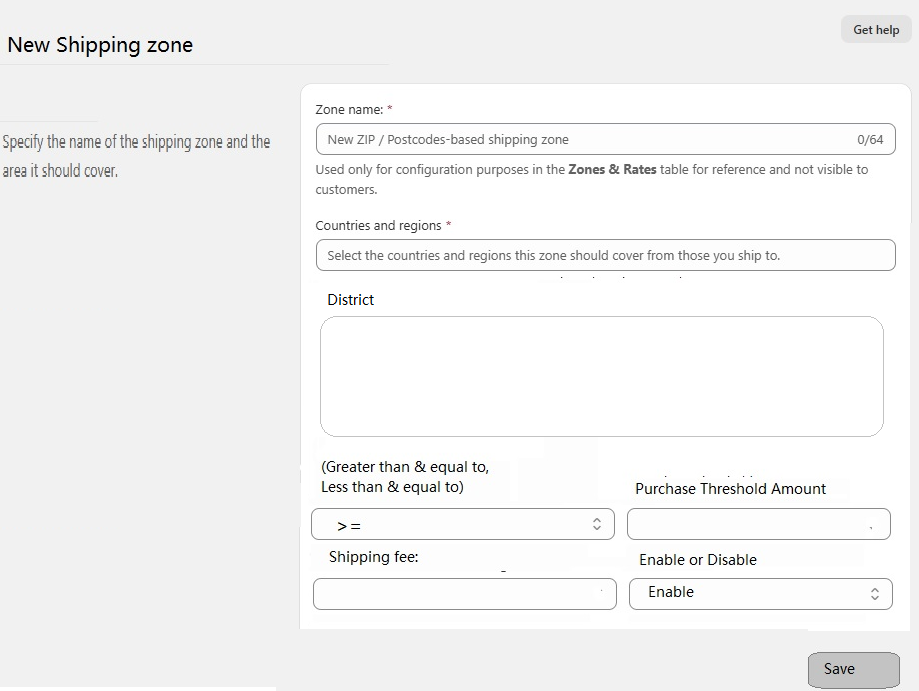 Get help
New Shipping zone
Specify the name of the shipping zone and the
area it should cover.
Zone name: *
New ZIP / Postcodes-based shipping zone 0/64
Used only for configuration purposes in the Zones & Rates table for reference and not visible to
customers.
Countries and regions *
Select the countries and regions this zone should cover from those you ship to.
District
(Greater than & equal to,
Less than & equal to)
Purchase Threshold Amount
>=
Shipping fee:
Enable or Disable
Enable
Save